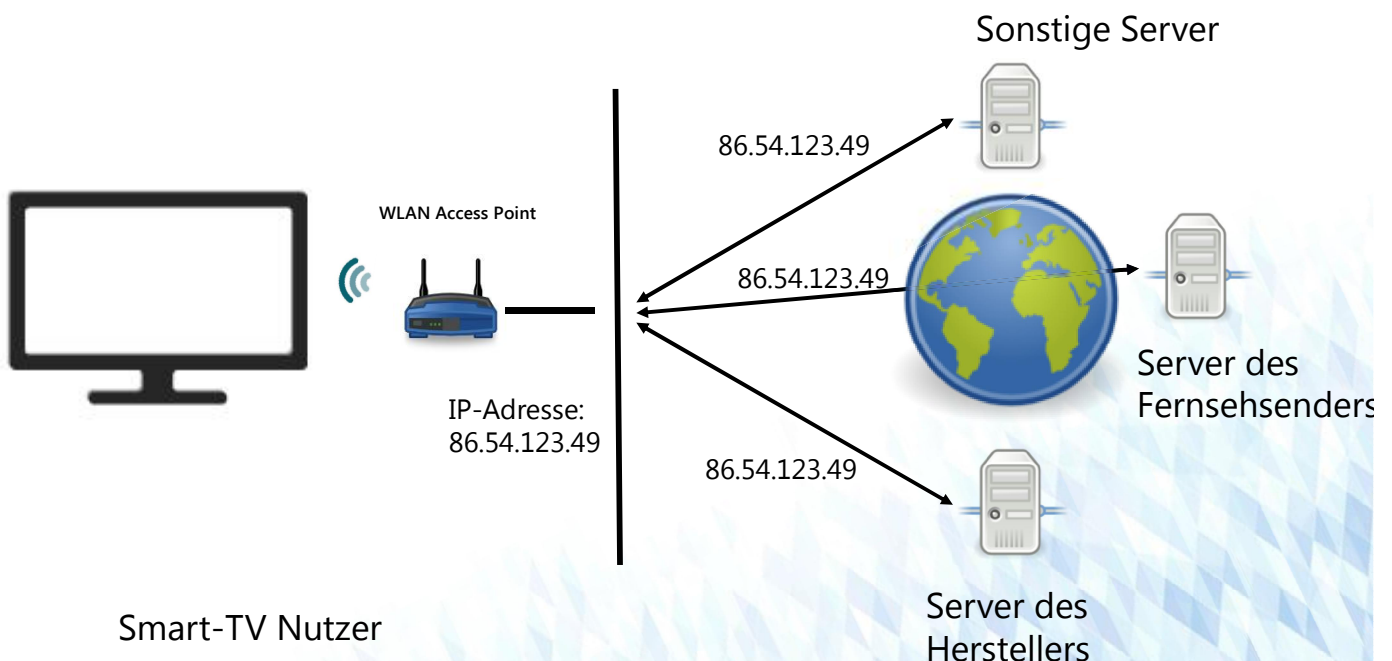 Sonstige Server
86.54.123.49
WLAN Access Point
86.54.123.49
Server des
Fernsehsenders
IP-Adresse:
86.54.123.49
86.54.123.49
Smart-TV Nutzer
Server des
Herstellers